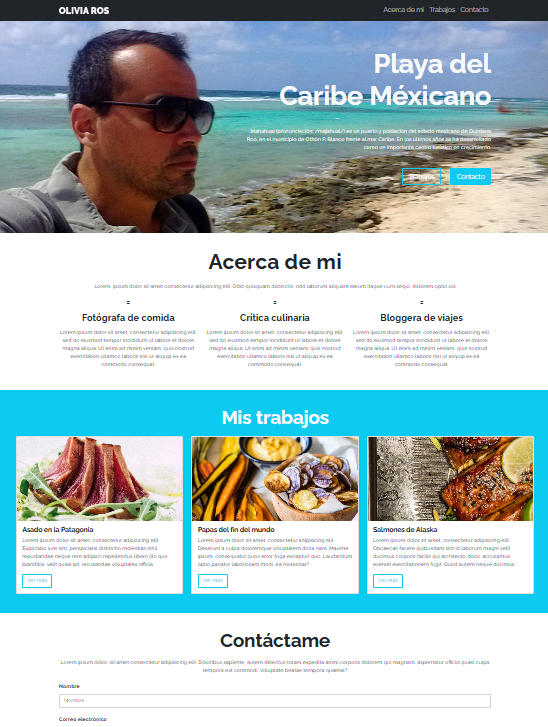 OLIVIA ROS
Acerca de mi Trabajos Contacto
Playa del
Caribe Méxicano
Mahahual (pronunciación: /majahual/) es un puerto y población del estado mexicano de Quintana
Roo, en el municipio de Othón P. Blanco frente al mar Caribe. En los últimos años se ha desarrollado
como un importante centro turístico en crecimiento.
Trabajos Contacto
Acerca de mi
Lorem, ipsum dolor sit amet consectetur adipisicing elit. Odio quisquam distinctio, odit laborum aliquam earum itaque cum sequi, dolorem optio vol.
Fotógrafa de comida
Lorem ipsum dolor sit amet, consectetur adipisicing elit,
sed do eiusmod tempor incididunt ut labore et dolore
magna aliqua. Ut enim ad minim veniam, quis nostrud
exercitation ullamco laboris nisi ut aliquip ex ea
commodo consequat.
Crítica culinaria
Lorem ipsum dolor sit amet, consectetur adipisicing elit,
sed do eiusmod tempor incididunt ut labore et dolore
magna aliqua. Ut enim ad minim veniam, quis nostrud
exercitation ullamco laboris nisi ut aliquip ex ea
commodo consequat.
Bloggera de viajes
Lorem ipsum dolor sit amet, consectetur adipisicing elit,
sed do eiusmod tempor incididunt ut labore et dolore
magna aliqua. Ut enim ad minim veniam, quis nostrud
exercitation ullamco laboris nisi ut aliquip ex ea
commodo consequat.
Mis trabajos
Asado en la Patagonia
Lorem ipsum dolor sit amet, consectetur adipisicing elit.
Explicabo iure sint, perspiciatis distinctio molestias nihil
repudiandae neque rem adipisci repellendus libero illo quo
blanditiis, velit quasi ad, recusandae voluptates officia.
Ver más
Papas del fin del mundo
Lorem ipsum dolor sit amet, consectetur adipisicing elit.
Deserunt a culpa doloremque voluptatem dicta nam. Maxime
ipsum, consequatur quos error fuga excepturi quo. Laudantium
optio pariatur laboriosam modi, ea molestias?
Ver más
Salmones de Alaska
Lorem ipsum dolor sit amet, consectetur adipisicing elit.
Obcaecati facere quibusdam sint id laborum magni velit
ducimus corporis facilis qui architecto dolor, accusamus
eveniet exercitationem fugit. Quod autem neque ducimus.
Ver más
Contáctame
Lorem ipsum dolor, sit amet consectetur adipisicing elit. Doloribus sapiente, autem delectus totam expedita animi corporis dolorem qui magnam, aspernatur officiis quasi culpa
tempora est commodi. Voluptate beatae tempora quaerat?
Nombre
Nombre
Correo electrónico